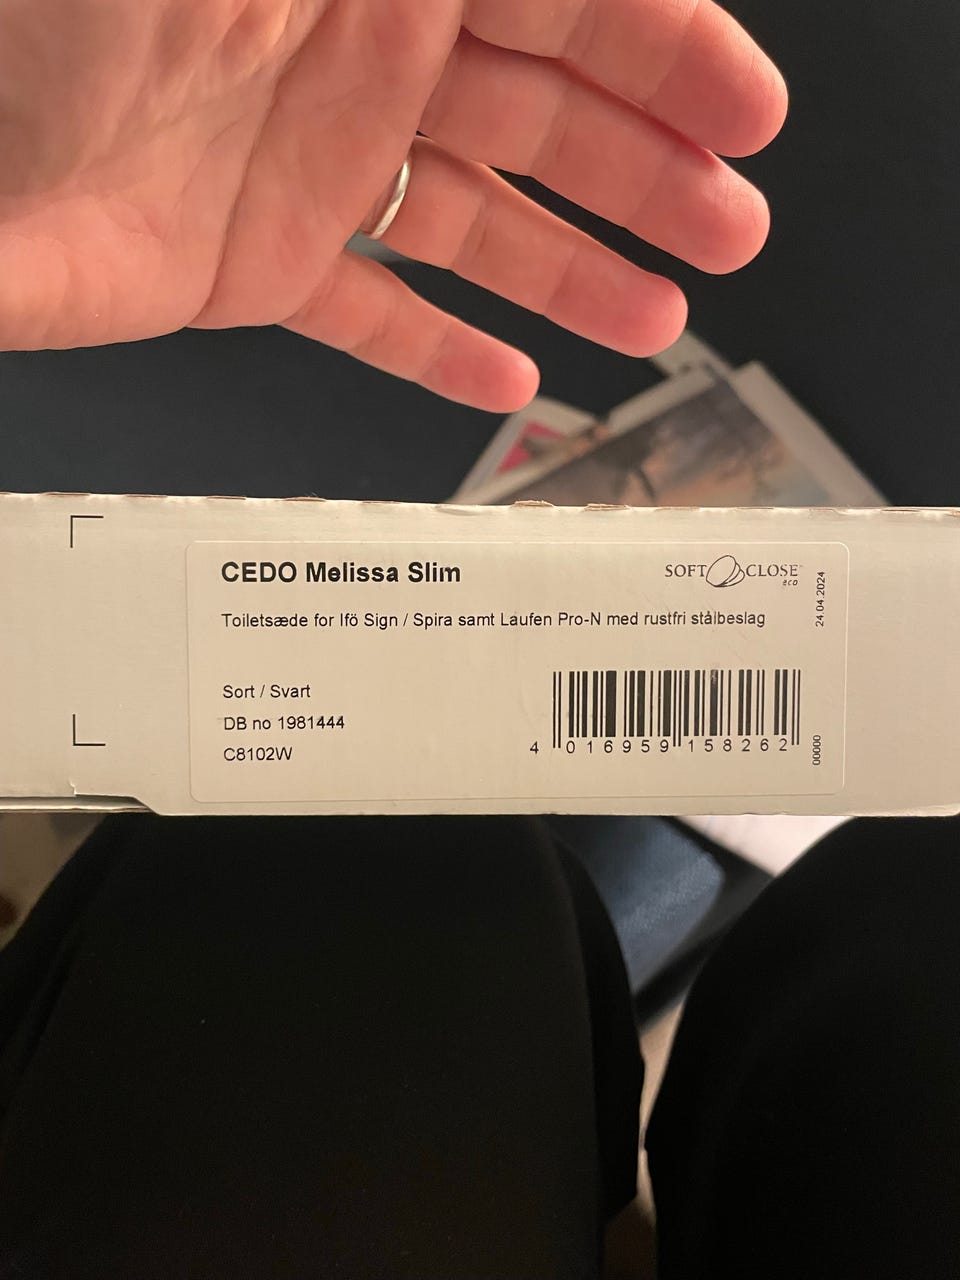 CEDO Melissa Slim
SOFT CLOSE
eco
24.04.2024
Toiletsæde for Ifö Sign / Spira samt Laufen Pro-N med rustfri stålbeslag
Sort / Svart
DB no 1981444
C8102W
4 016959 158262
00000